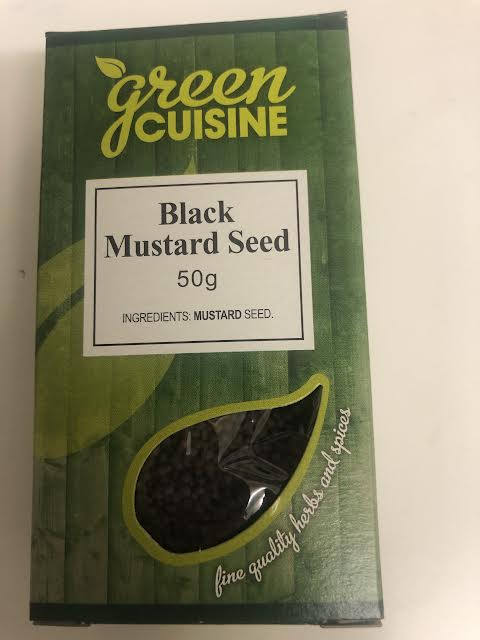 green
CUISINE
Black
Mustard Seed
50g
INGREDIENTS: MUSTARD SEED.
fine quality herbs and spices